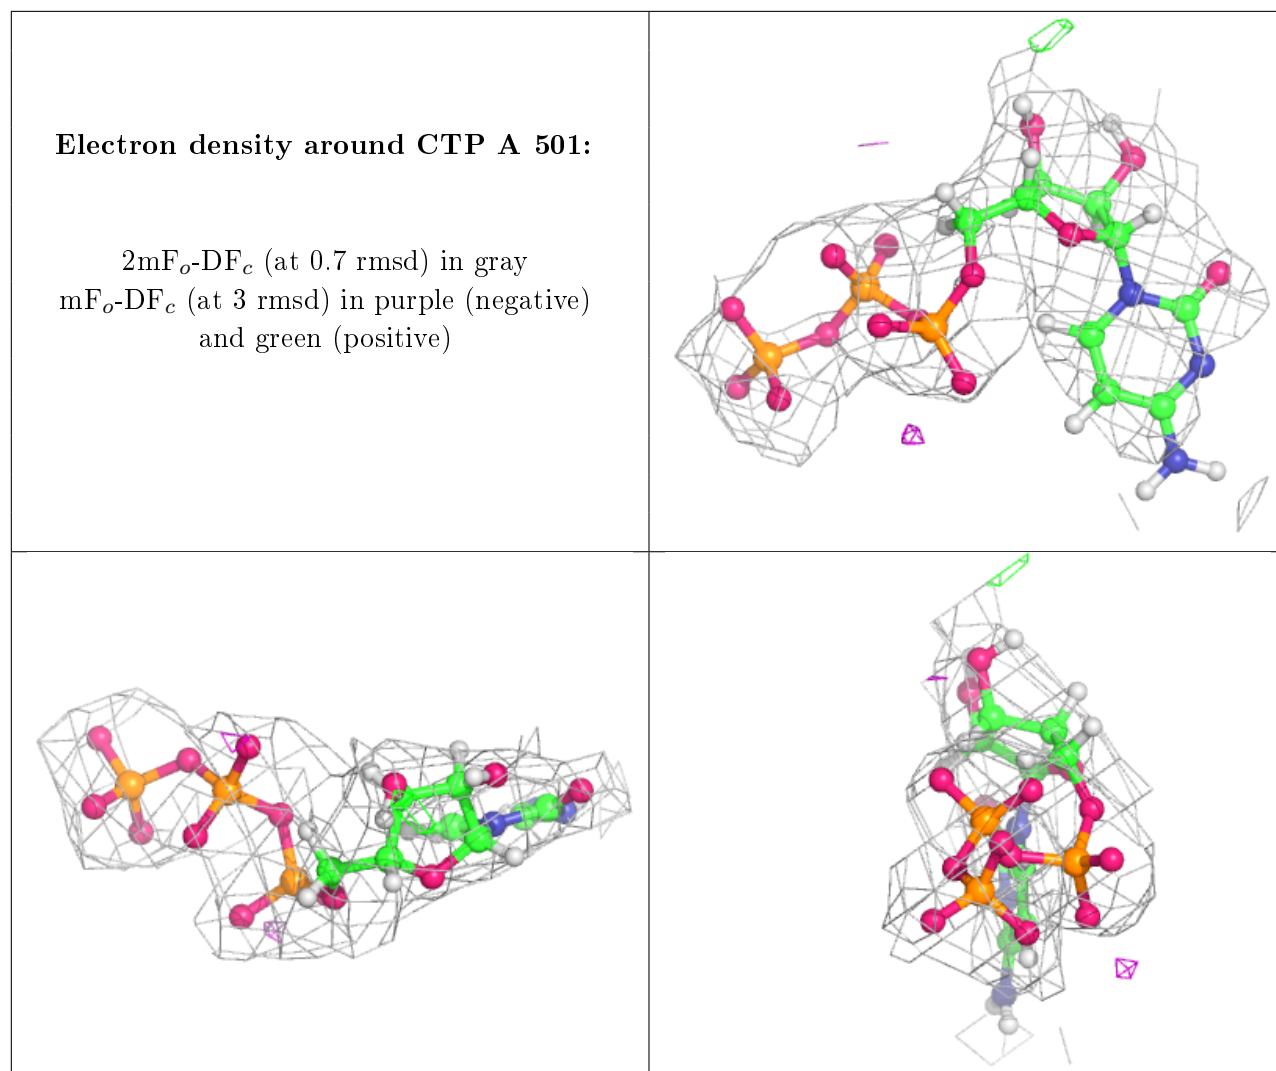 Electron density around CTP A 501:
2mFo-DFc (at 0.7 rmsd) in gray
mFo-DFc (at 3 rmsd) in purple (negative)
and green (positive)